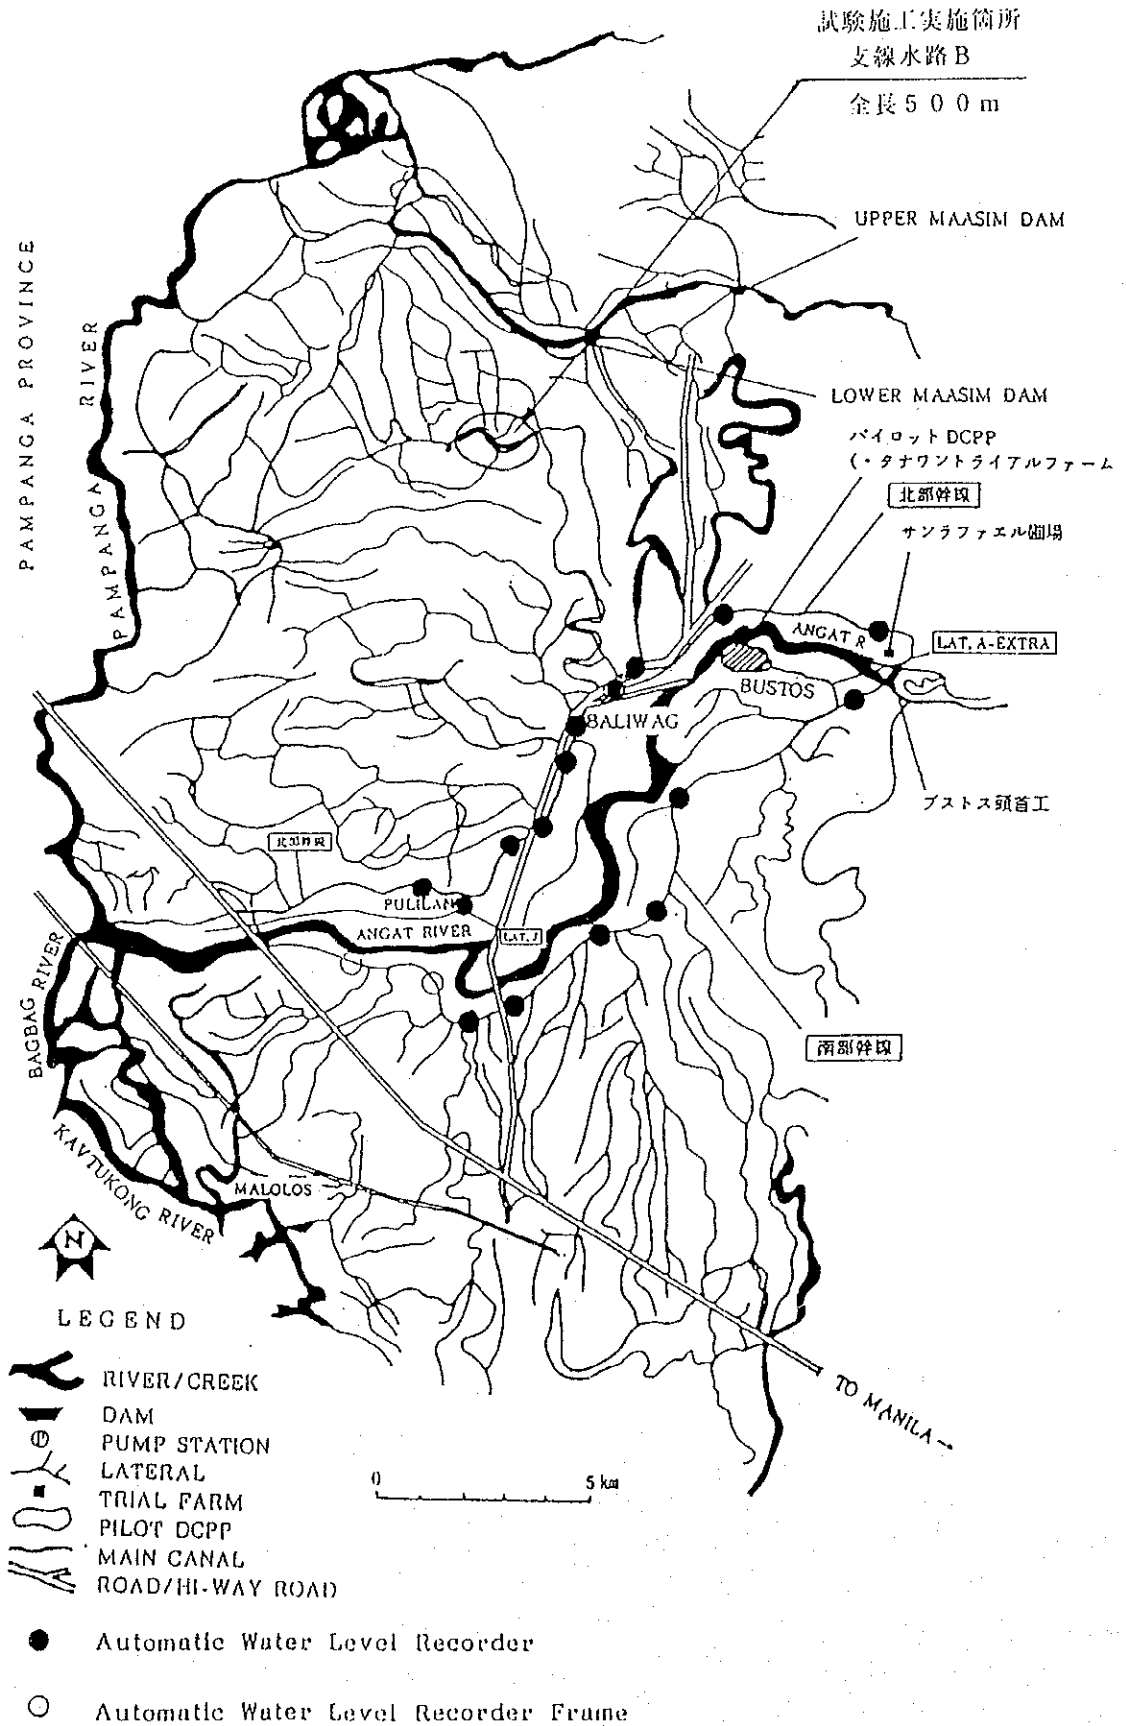 試験施工実施箇所
支線水路B
全長500m
UPPER MAASIM DAM
PAMPANGA PROVINCE
PAMPANGA RIVER
LOWER MAASIM DAM
パイロット DCPP
(・タナワントライアルファーム
北部幹線
サンラファエル圃場
ANGAT R
LAT. A-EXTRA
BUSTOS
BALIWAG
ブストス頭首工
北部幹線
PULILAN
ANGAT RIVER
LAT. J
BAGBAG RIVER
南部幹線
KAVTUKONG RIVER
MALOLOS
N
LEGEND
RIVER/CREEK
DAM
PUMP STATION
LATERAL
TRIAL FARM
PILOT DCPP
MAIN CANAL
ROAD/HI-WAY ROAD
0 5 km
TO MANILA→
Automatic Water Level Recorder
Automatic Water Level Recorder Frame